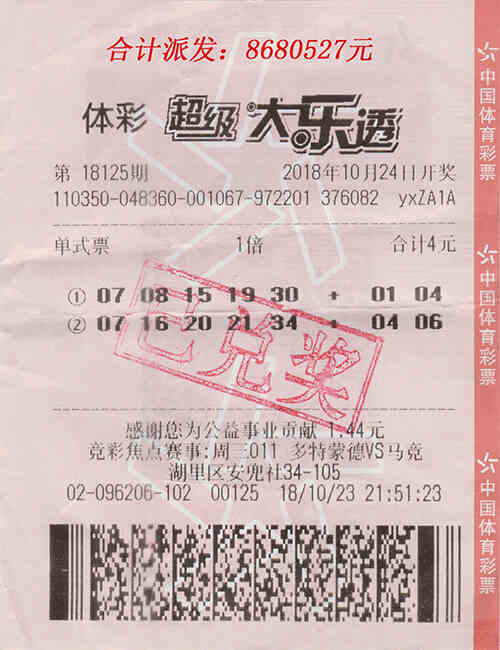 合计派发：8680527元
体彩 超级大乐透
第 18125期 2018年10月24日开奖
110350-048360-001067-972201 376082 yxZA1A
单式票 1倍 合计4元
① 07 08 15 19 30 + 01 04
② 07 16 20 21 34 + 04 06
已兑奖
感谢您为公益事业贡献 1.44元
竞彩焦点赛事:周三011 多特蒙德VS马竞
湖里区安兜社34-105
02-096206-102 00125 18/10/23 21:51:23
中国体育彩票
中国体育彩票
中国体育彩票